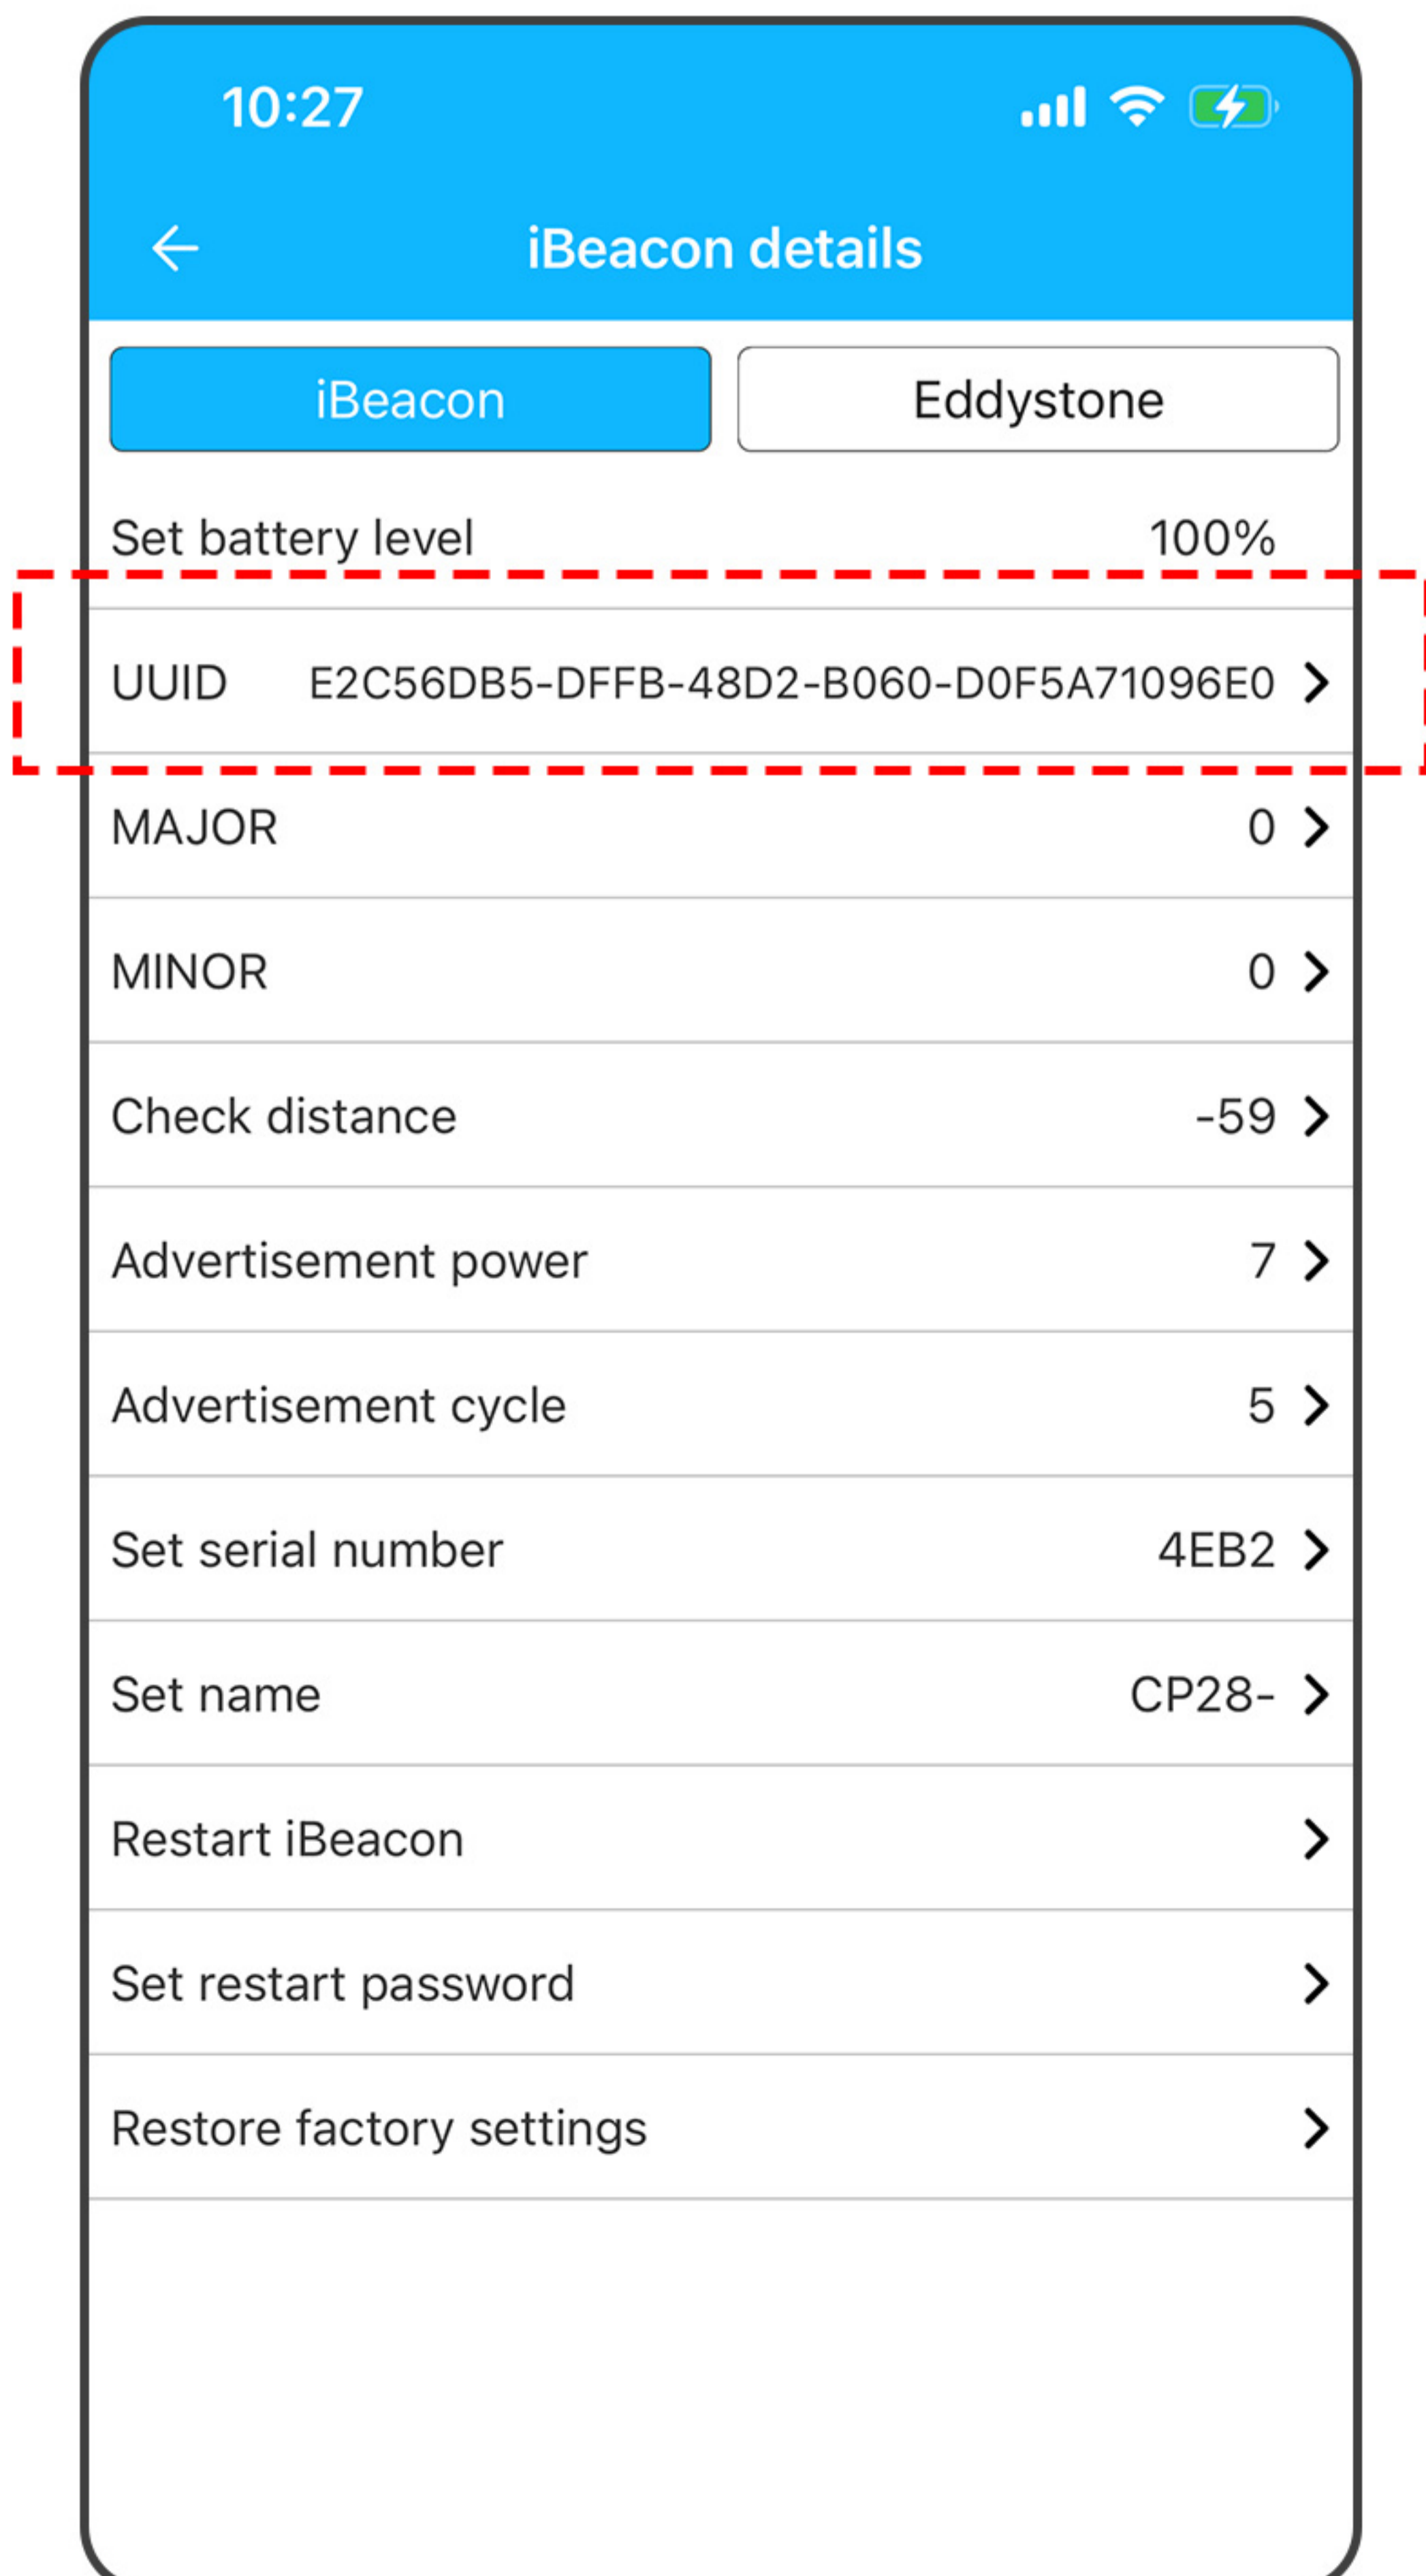 10:27
iBeacon details
iBeacon Eddystone
Set battery level 100%
UUID E2C56DB5-DFFB-48D2-B060-D0F5A71096E0
MAJOR 0
MINOR 0
Check distance -59
Advertisement power 7
Advertisement cycle 5
Set serial number 4EB2
Set name CP28-
Restart iBeacon
Set restart password
Restore factory settings